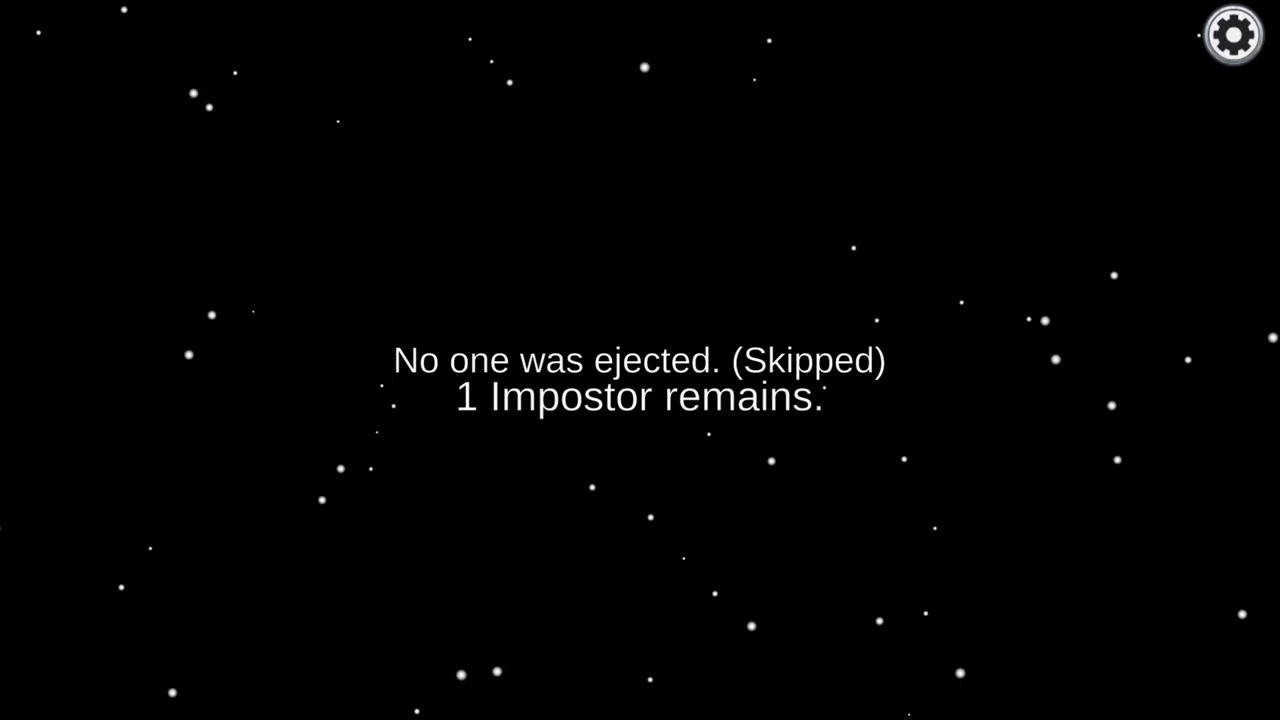 No one was ejected. (Skipped)
1 Impostor remains.